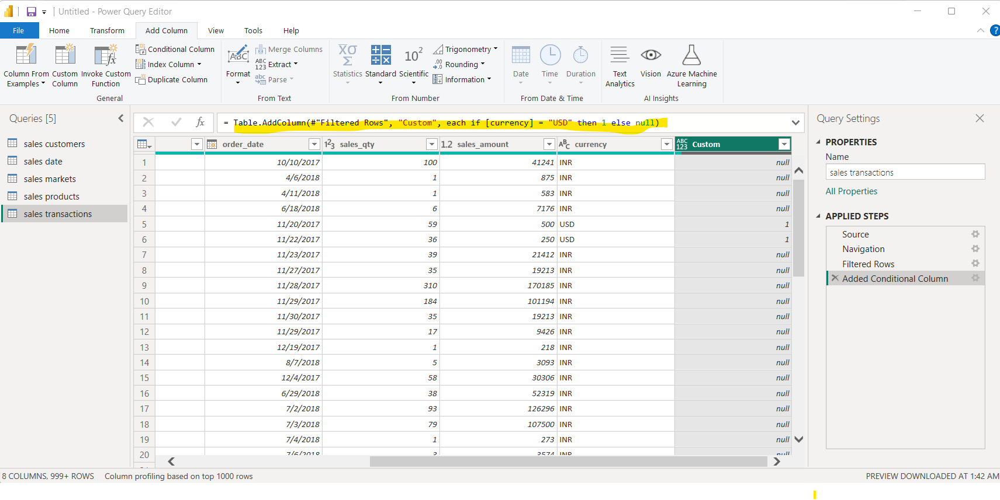 Untitled - Power Query Editor
File Home Transform Add Column View Tools Help
Column From Examples
Custom Column
Invoke Custom Function
Conditional Column
Index Column
Duplicate Column
General
Format
Merge Columns
ABC 123 Extract
abc Parse
From Text
Statistics
Standard
Scientific
Trigonometry
Rounding
Information
From Number
Date
Time
Duration
From Date & Time
Text Analytics
Vision
Azure Machine Learning
AI Insights
Queries [5]
sales customers
sales date
sales markets
sales products
sales transactions
= Table.AddColumn(#"Filtered Rows", "Custom", each if [currency] = "USD" then 1 else null)
order_date 123 sales_qty 1.2 sales_amount ABC currency ABC 123 Custom
1 10/10/2017 100 41241 INR null
2 4/6/2018 1 875 INR null
3 4/11/2018 1 583 INR null
4 6/18/2018 6 7176 INR null
5 11/20/2017 59 500 USD 1
6 11/22/2017 36 250 USD 1
7 11/23/2017 39 21412 INR null
8 11/27/2017 35 19213 INR null
9 11/28/2017 310 170185 INR null
10 11/29/2017 184 101194 INR null
11 11/30/2017 35 19213 INR null
12 11/29/2017 17 9426 INR null
13 12/19/2017 1 218 INR null
14 8/7/2018 5 3093 INR null
15 12/4/2017 58 30306 INR null
16 6/29/2018 38 52319 INR null
17 7/2/2018 93 126296 INR null
18 7/3/2018 79 107500 INR null
19 7/4/2018 1 273 INR null
20 7/6/2018 3574 INR null
Query Settings
PROPERTIES
Name
sales transactions
All Properties
APPLIED STEPS
Source
Navigation
Filtered Rows
Added Conditional Column
8 COLUMNS, 999+ ROWS Column profiling based on top 1000 rows
PREVIEW DOWNLOADED AT 1:42 AM